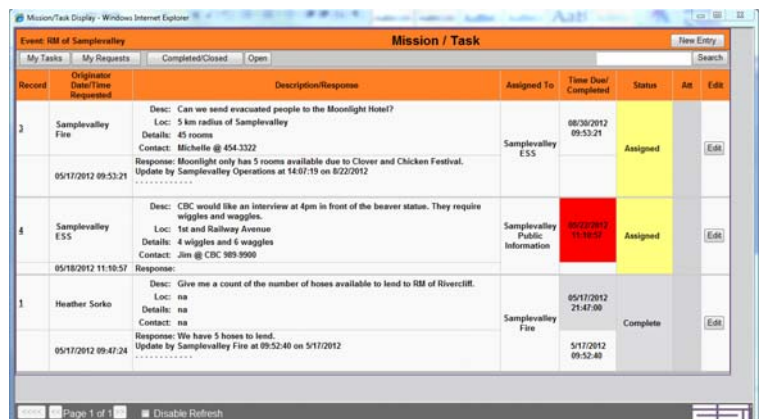 Mission/Task Display - Windows Internet Explorer
Event: RM of Samplevalley
Mission / Task
New Entry
My Tasks
My Requests
Completed/Closed
Open
Search
Record
Originator
Date/Time
Requested
Description/Response
Assigned To
Time Due/
Completed
Status
Att
Edit
3
Samplevalley
Fire
Desc: Can we send evacuated people to the Moonlight Hotel?
Loc: 5 km radius of Samplevalley
Details: 45 rooms
Contact: Michelle @ 454-3322
Samplevalley
ESS
08/30/2012
09:53:21
Assigned
Edit
05/17/2012 09:53:21
Response: Moonlight only has 5 rooms available due to Clover and Chicken Festival.
Update by Samplevalley Operations at 14:07:19 on 8/22/2012
- - - - - - - - - - - -
4
Samplevalley
ESS
Desc: CBC would like an interview at 4pm in front of the beaver statue. They require
wiggles and waggles.
Loc: 1st and Railway Avenue
Details: 4 wiggles and 6 waggles
Contact: Jim @ CBC 989-9900
Samplevalley
Public
Information
11:10:57
Assigned
Edit
05/18/2012 11:10:57
Response:
1
Heather Sorko
Desc: Give me a count of the number of hoses available to lend to RM of Rivercliff.
Loc: na
Details: na
Contact: na
Samplevalley
Fire
05/17/2012
21:47:00
Complete
Edit
05/17/2012 09:47:24
Response: We have 5 hoses to lend.
Update by Samplevalley Fire at 09:52:40 on 5/17/2012
- - - - - - - - - - - -
5/17/2012
09:52:40
<<<< << Page 1 of 1 >>
Disable Refresh